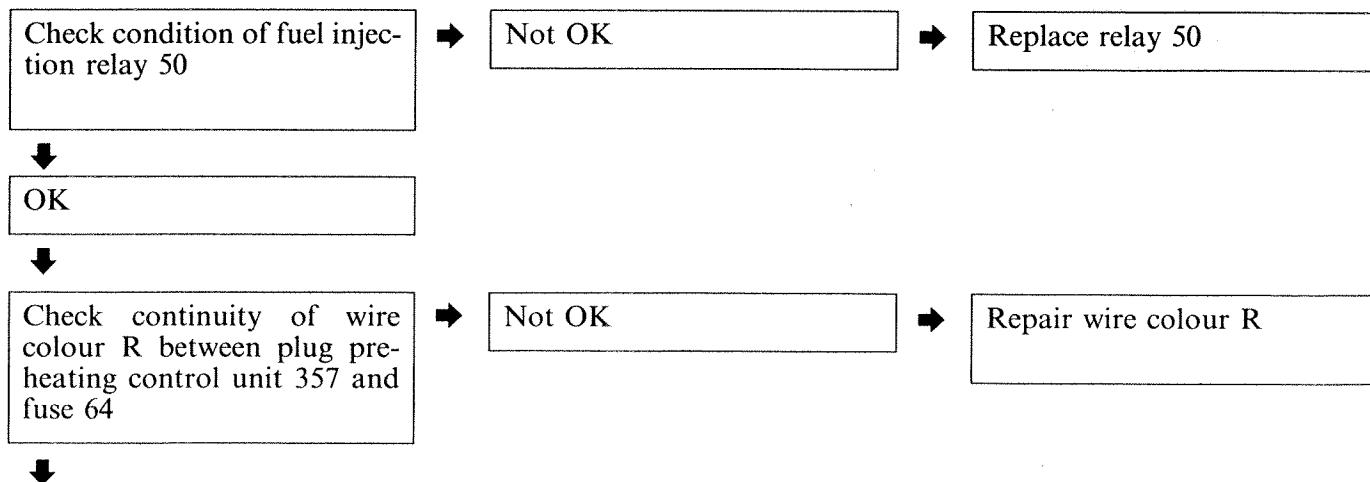 Check condition of fuel injec-
tion relay 50
Not OK
Replace relay 50
OK
Check continuity of wire
colour R between plug pre-
heating control unit 357 and
fuse 64
Not OK
Repair wire colour R